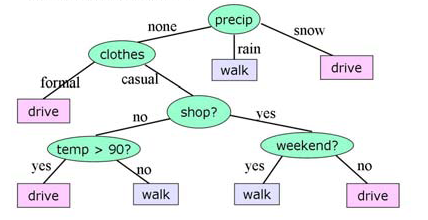 precip
none
snow
clothes
rain
walk
drive
formal
casual
drive
shop?
no
yes
temp > 90?
weekend?
yes
no
yes
no
drive
walk
walk
drive